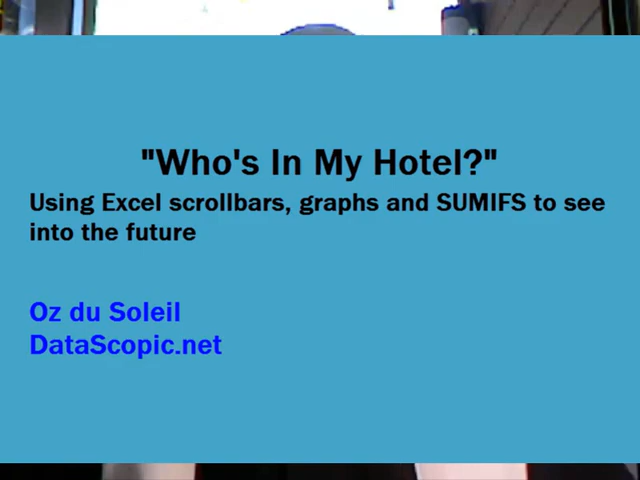 "Who's In My Hotel?"
Using Excel scrollbars, graphs and SUMIFS to see
into the future
Oz du Soleil
DataScopic.net